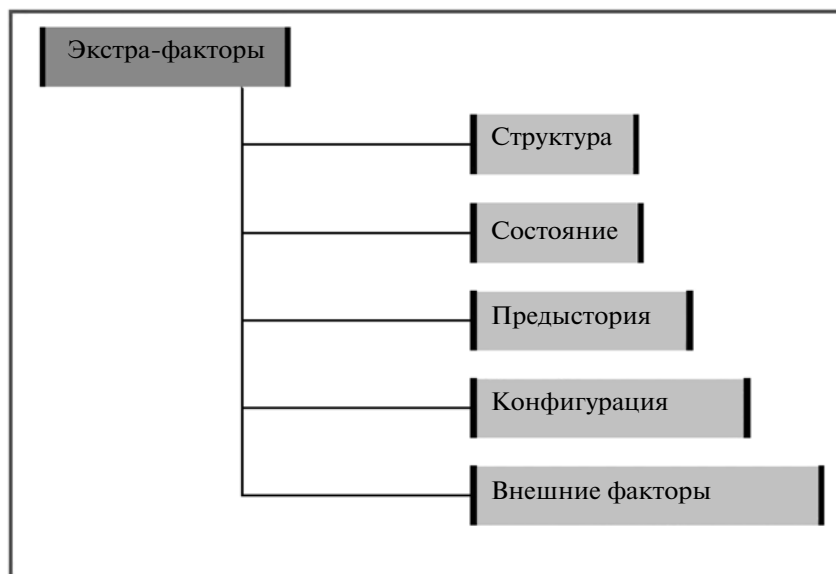 Экстра-факторы
Структура
Состояние
Предыстория
Конфигурация
Внешние факторы